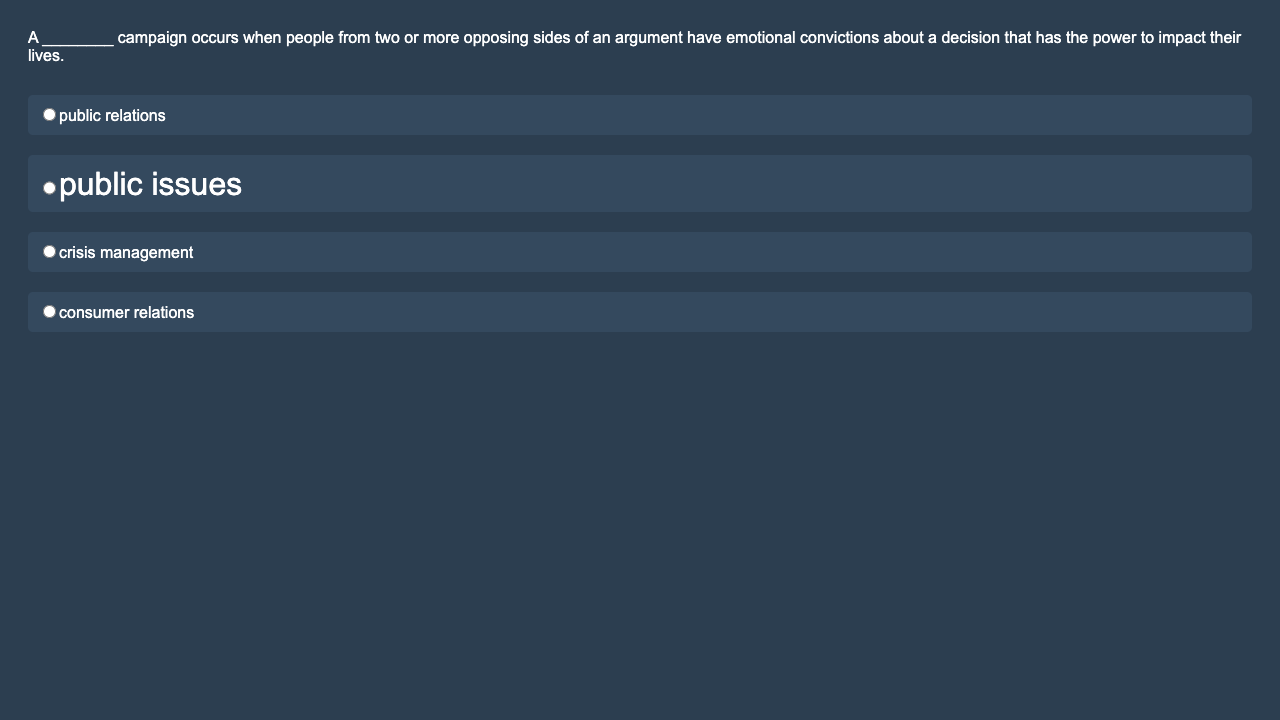 A ________ campaign occurs when people from two or more opposing sides of an argument have emotional convictions about a decision that has the power to impact their
lives.
public relations
public issues
crisis management
consumer relations